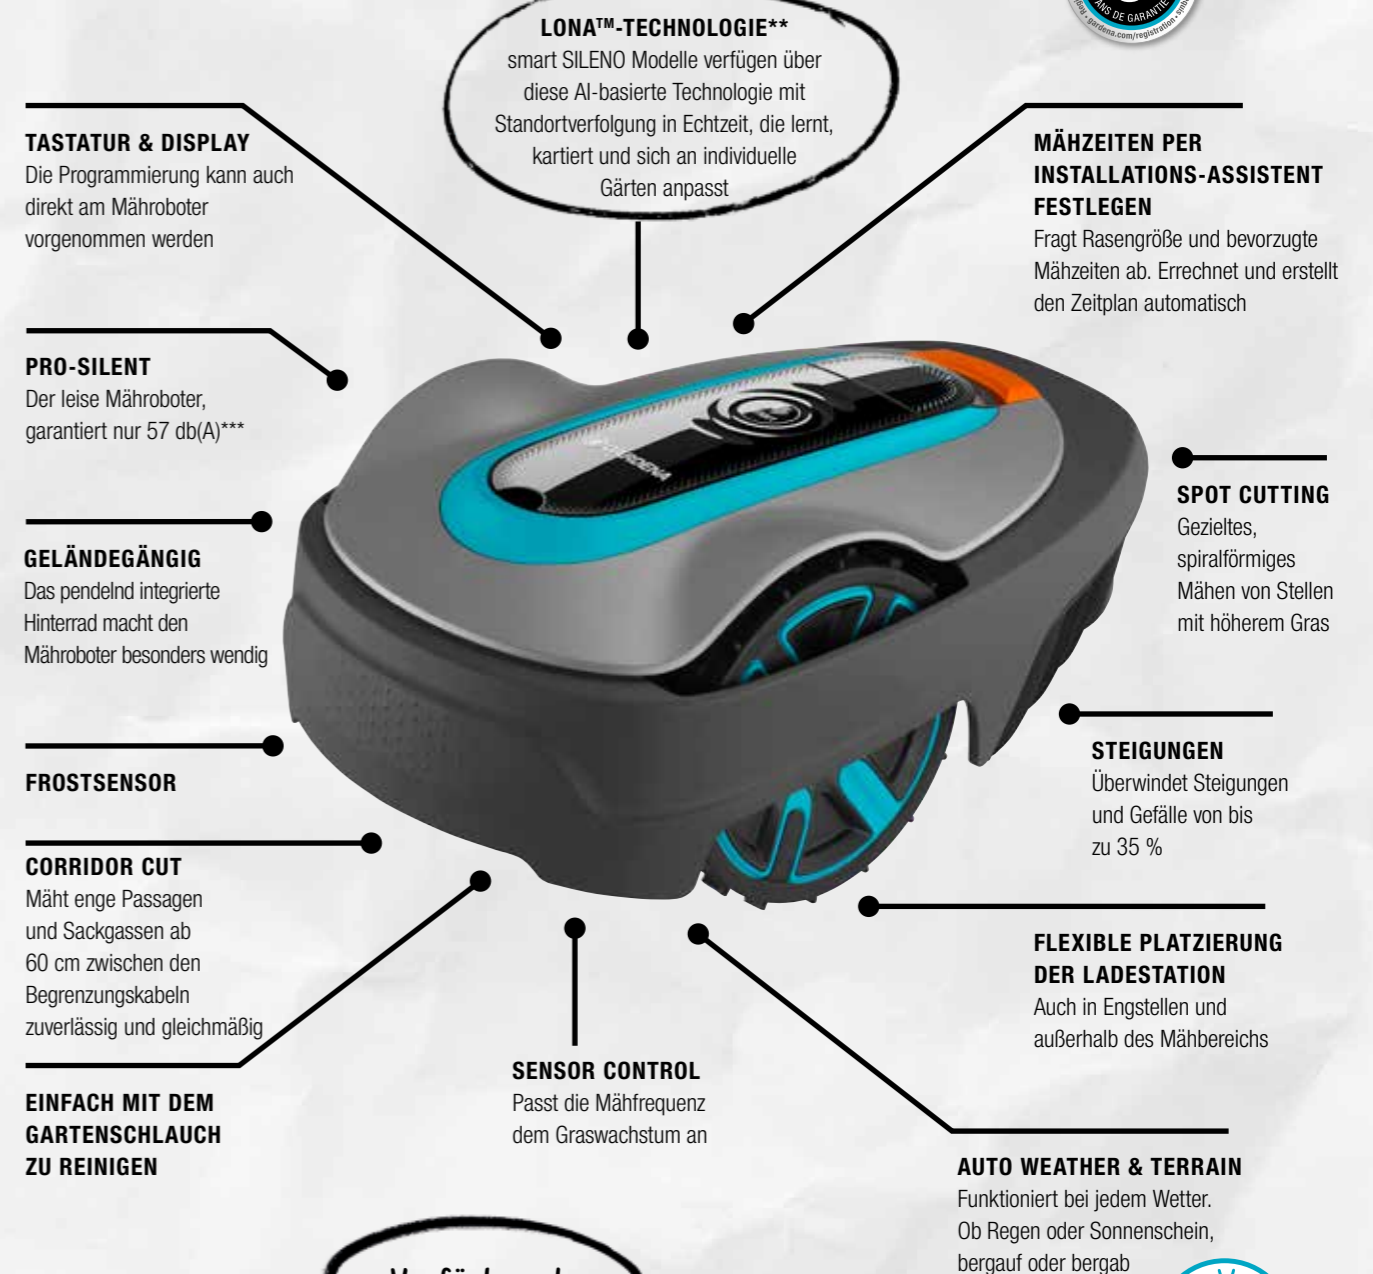 ANS DE GARANTIE
gardena.com/registration
LONA™-TECHNOLOGIE**
smart SILENO Modelle verfügen über
diese AI-basierte Technologie mit
Standortverfolgung in Echtzeit, die lernt,
kartiert und sich an individuelle
Gärten anpasst
TASTATUR & DISPLAY
Die Programmierung kann auch
direkt am Mähroboter
vorgenommen werden
MÄHZEITEN PER
INSTALLATIONS-ASSISTENT
FESTLEGEN
Fragt Rasengröße und bevorzugte
Mähzeiten ab. Errechnet und erstellt
den Zeitplan automatisch
PRO-SILENT
Der leise Mähroboter,
garantiert nur 57 db(A)***
GARDENA
SPOT CUTTING
Gezieltes,
spiralförmiges
Mähen von Stellen
mit höherem Gras
GELÄNDEGÄNGIG
Das pendelnd integrierte
Hinterrad macht den
Mähroboter besonders wendig
FROSTSENSOR
STEIGUNGEN
Überwindet Steigungen
und Gefälle von bis
zu 35 %
CORRIDOR CUT
Mäht enge Passagen
und Sackgassen ab
60 cm zwischen den
Begrenzungskabeln
zuverlässig und gleichmäßig
FLEXIBLE PLATZIERUNG
DER LADESTATION
Auch in Engstellen und
außerhalb des Mähbereichs
EINFACH MIT DEM
GARTENSCHLAUCH
ZU REINIGEN
SENSOR CONTROL
Passt die Mähfrequenz
dem Graswachstum an
AUTO WEATHER & TERRAIN
Funktioniert bei jedem Wetter.
Ob Regen oder Sonnenschein,
bergauf oder bergab